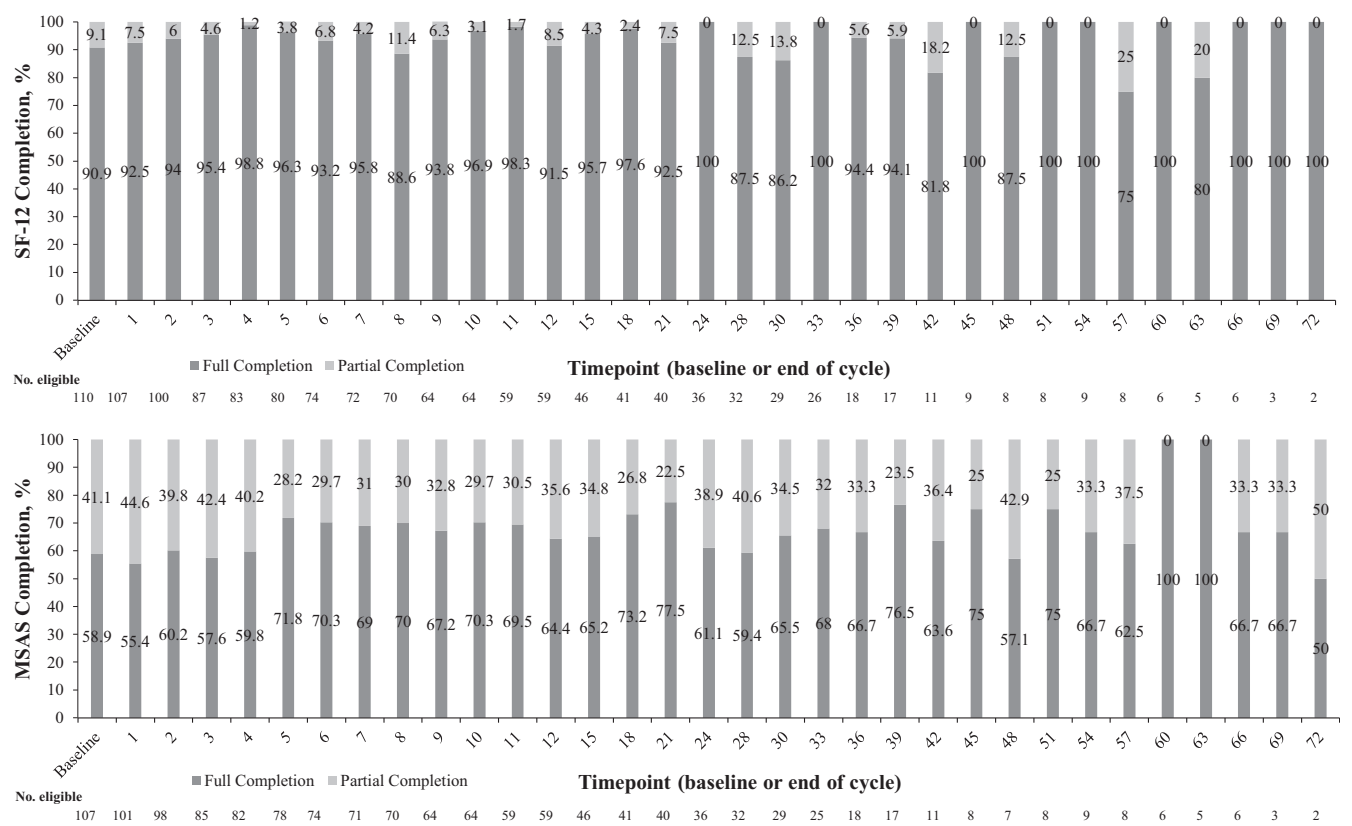 SF-12 Completion, %
100
90
80
70
60
50
40
30
20
10
0
9.1 7.5 6 4.6 1.2 3.8 6.8 4.2 11.4 6.3 3.1 1.7 8.5 4.3 2.4 7.5 0 12.5 13.8 0 5.6 5.9 18.2 0 12.5 0 0 25 0 20 0 0 0
90.9 92.5 94 95.4 98.8 96.3 93.2 95.8 88.6 93.8 96.9 98.3 91.5 95.7 97.6 92.5 100 87.5 86.2 100 94.4 94.1 81.8 100 87.5 100 100 75 100 80 100 100 100
Baseline 1 2 3 4 5 6 7 8 9 10 11 12 15 18 21 24 28 30 33 36 39 42 45 48 51 54 57 60 63 66 69 72
Full Completion Partial Completion
Timepoint (baseline or end of cycle)
No. eligible
110 107 100 87 83 80 74 72 70 64 64 59 59 46 41 40 36 32 29 26 18 17 11 9 8 8 9 8 6 5 6 3 2
MSAS Completion, %
100
90
80
70
60
50
40
30
20
10
0
41.1 44.6 39.8 42.4 40.2 28.2 29.7 31 30 32.8 29.7 30.5 35.6 34.8 26.8 22.5 38.9 40.6 34.5 32 33.3 23.5 36.4 25 42.9 25 33.3 37.5 0 0 33.3 33.3 50
58.9 55.4 60.2 57.6 59.8 71.8 70.3 69 70 67.2 70.3 69.5 64.4 65.2 73.2 77.5 61.1 59.4 65.5 68 66.7 76.5 63.6 75 57.1 75 66.7 62.5 100 100 66.7 66.7 50
Baseline 1 2 3 4 5 6 7 8 9 10 11 12 15 18 21 24 28 30 33 36 39 42 45 48 51 54 57 60 63 66 69 72
Full Completion Partial Completion
Timepoint (baseline or end of cycle)
No. eligible
107 101 98 85 82 78 74 71 70 64 64 59 59 46 41 40 36 32 29 25 18 17 11 8 7 8 9 8 6 5 6 3 2